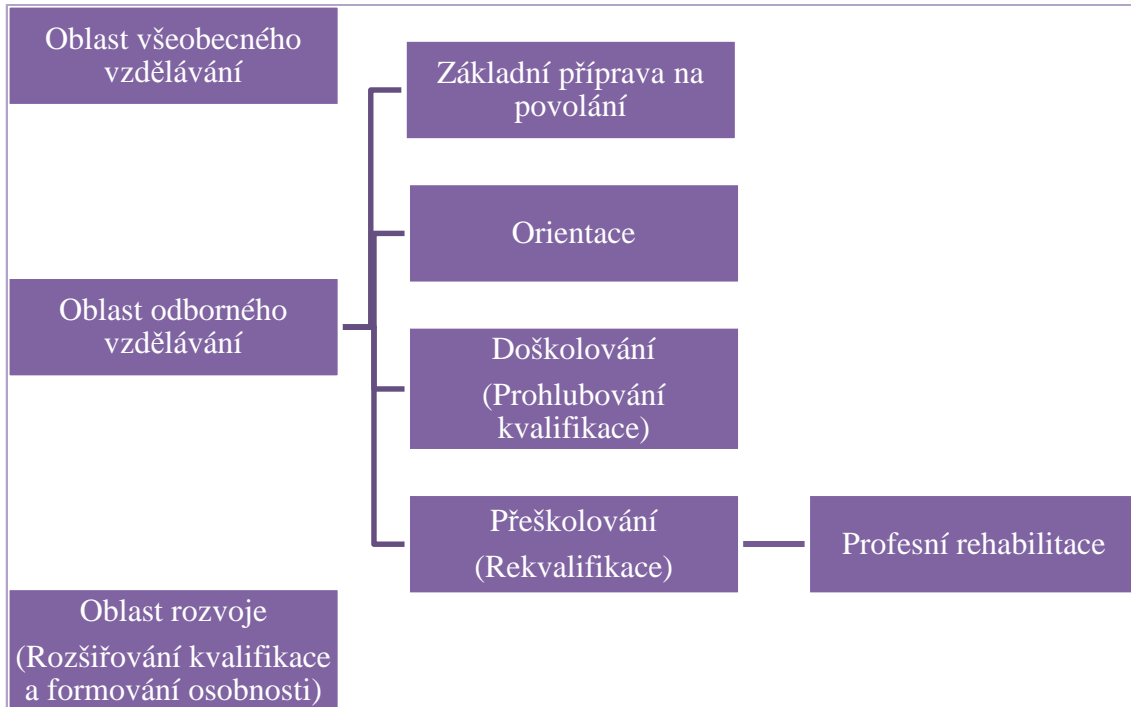 Oblast všeobecného
vzdělávání
Základní příprava na
povolání
Orientace
Oblast odborného
vzdělávání
Doškolování
(Prohlubování
kvalifikace)
Přeškolování
(Rekvalifikace)
Profesní rehabilitace
Oblast rozvoje
(Rozšiřování kvalifikace
a formování osobnosti)